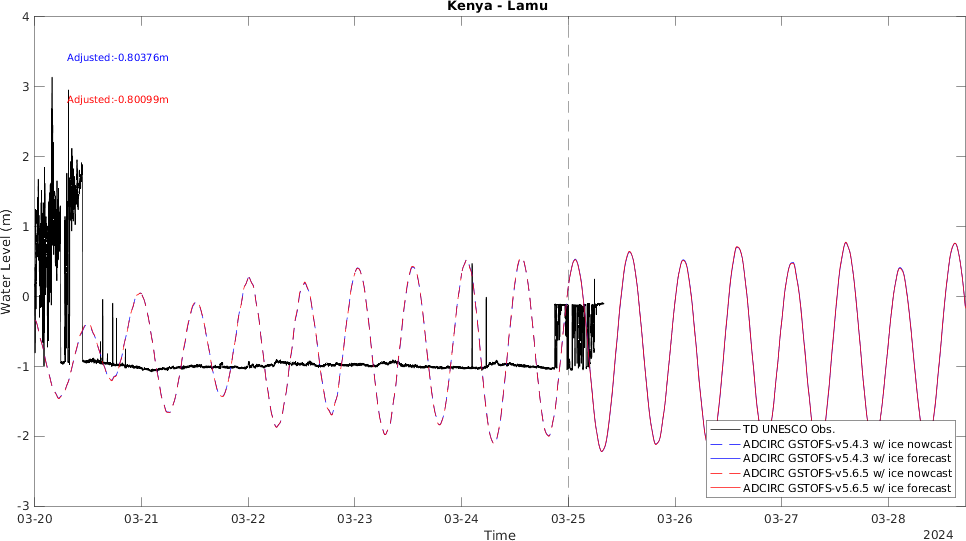 Kenya - Lamu
Adjusted:-0.80376m
Adjusted:-0.80099m
Water Level (m)
4
3
2
1
0
-1
-2
-3
TD UNESCO Obs.
ADCIRC GSTOFS-v5.4.3 w/ ice nowcast
ADCIRC GSTOFS-v5.4.3 w/ ice forecast
ADCIRC GSTOFS-v5.6.5 w/ ice nowcast
ADCIRC GSTOFS-v5.6.5 w/ ice forecast
03-20 03-21 03-22 03-23 03-24 03-25 03-26 03-27 03-28
Time
2024